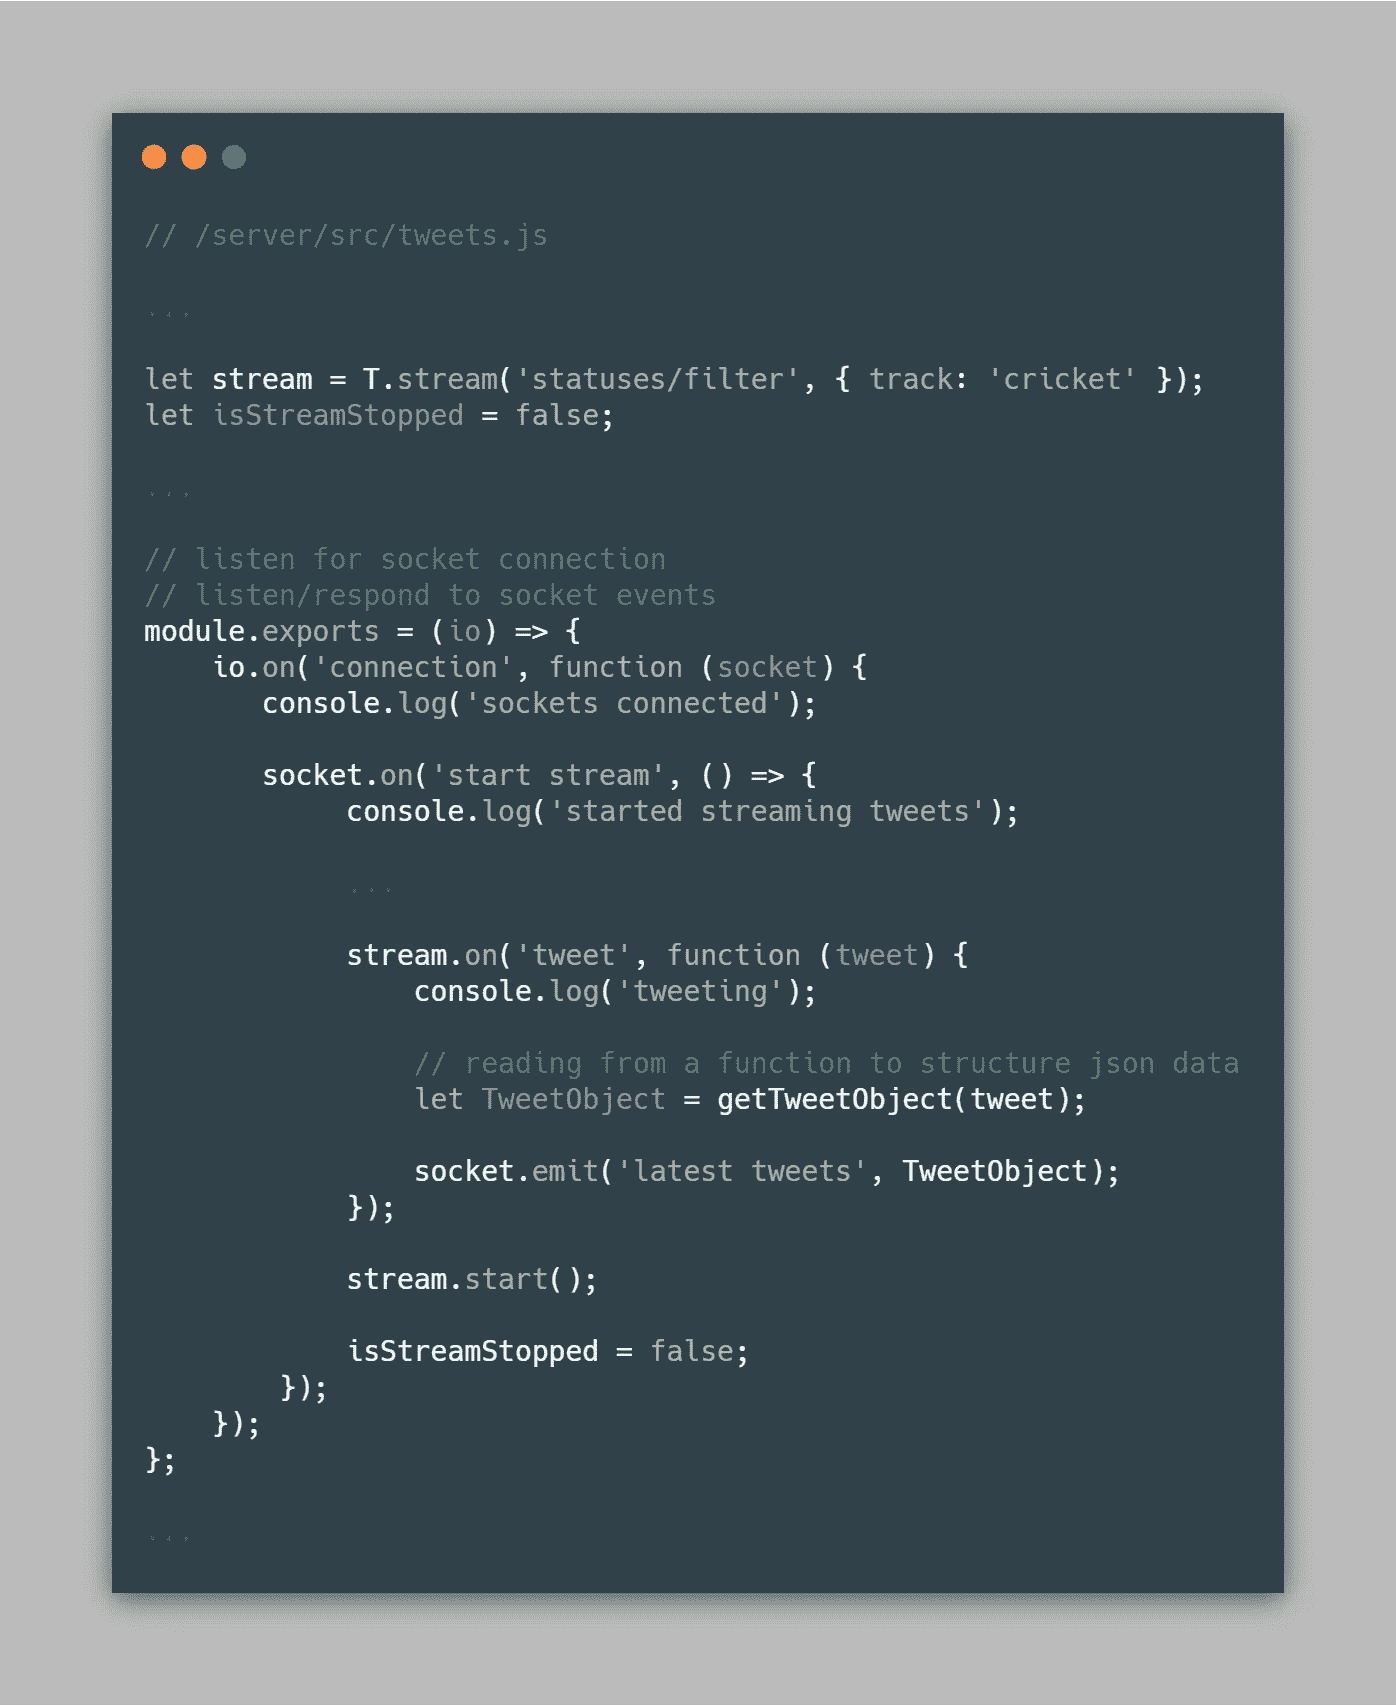 // /server/src/tweets.js
...
let stream = T.stream('statuses/filter', { track: 'cricket' });
let isStreamStopped = false;
...
// listen for socket connection
// listen/respond to socket events
module.exports = (io) => {
io.on('connection', function (socket) {
console.log('sockets connected');
socket.on('start stream', () => {
console.log('started streaming tweets');
...
stream.on('tweet', function (tweet) {
console.log('tweeting');
// reading from a function to structure json data
let TweetObject = getTweetObject(tweet);
socket.emit('latest tweets', TweetObject);
});
stream.start();
isStreamStopped = false;
});
});
};
...